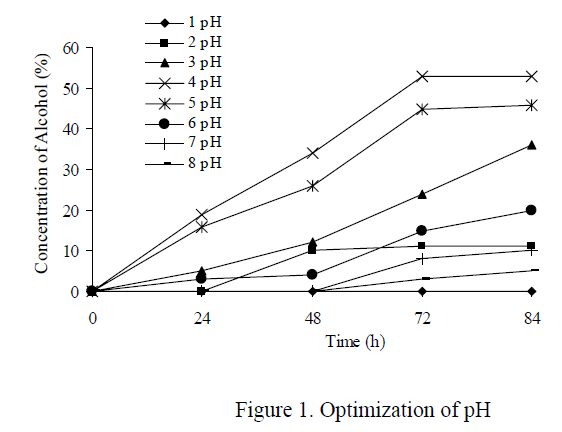 1 pH
2 pH
3 pH
4 pH
5 pH
6 pH
7 pH
8 pH
Concentration of Alcohol (%)
60
50
40
30
20
10
0
0 24 48 72 84
Time (h)
Figure 1. Optimization of pH